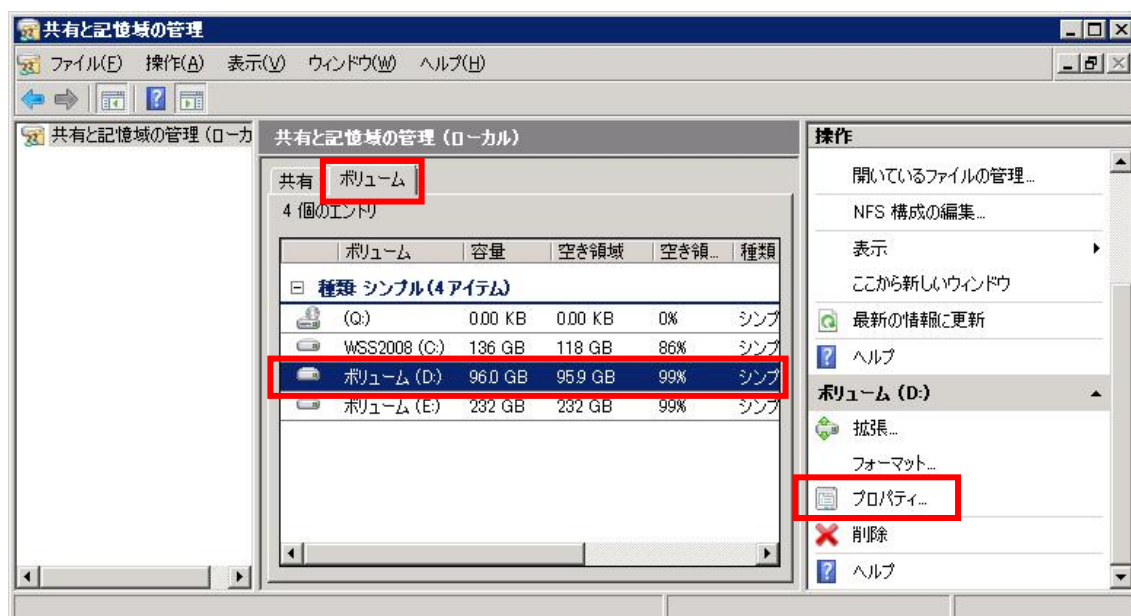 共有と記憶域の管理
ファイル(F) 操作(A) 表示(V) ウィンドウ(W) ヘルプ(H)
共有と記憶域の管理 (ローカ
共有と記憶域の管理 (ローカル)
共有 ボリューム
4 個のエントリ
ボリューム 容量 空き領域 空き領... 種類
種類: シンプル (4 アイテム)
(Q:) 0.00 KB 0.00 KB 0% シンプ
WSS2008 (C:) 136 GB 118 GB 86% シンプ
ボリューム (D:) 96.0 GB 95.9 GB 99% シンプ
ボリューム (E:) 232 GB 232 GB 99% シンプ
操作
開いているファイルの管理...
NFS 構成の編集...
表示
ここから新しいウィンドウ
最新の情報に更新
ヘルプ
ボリューム (D:)
拡張...
フォーマット...
プロパティ...
削除
ヘルプ